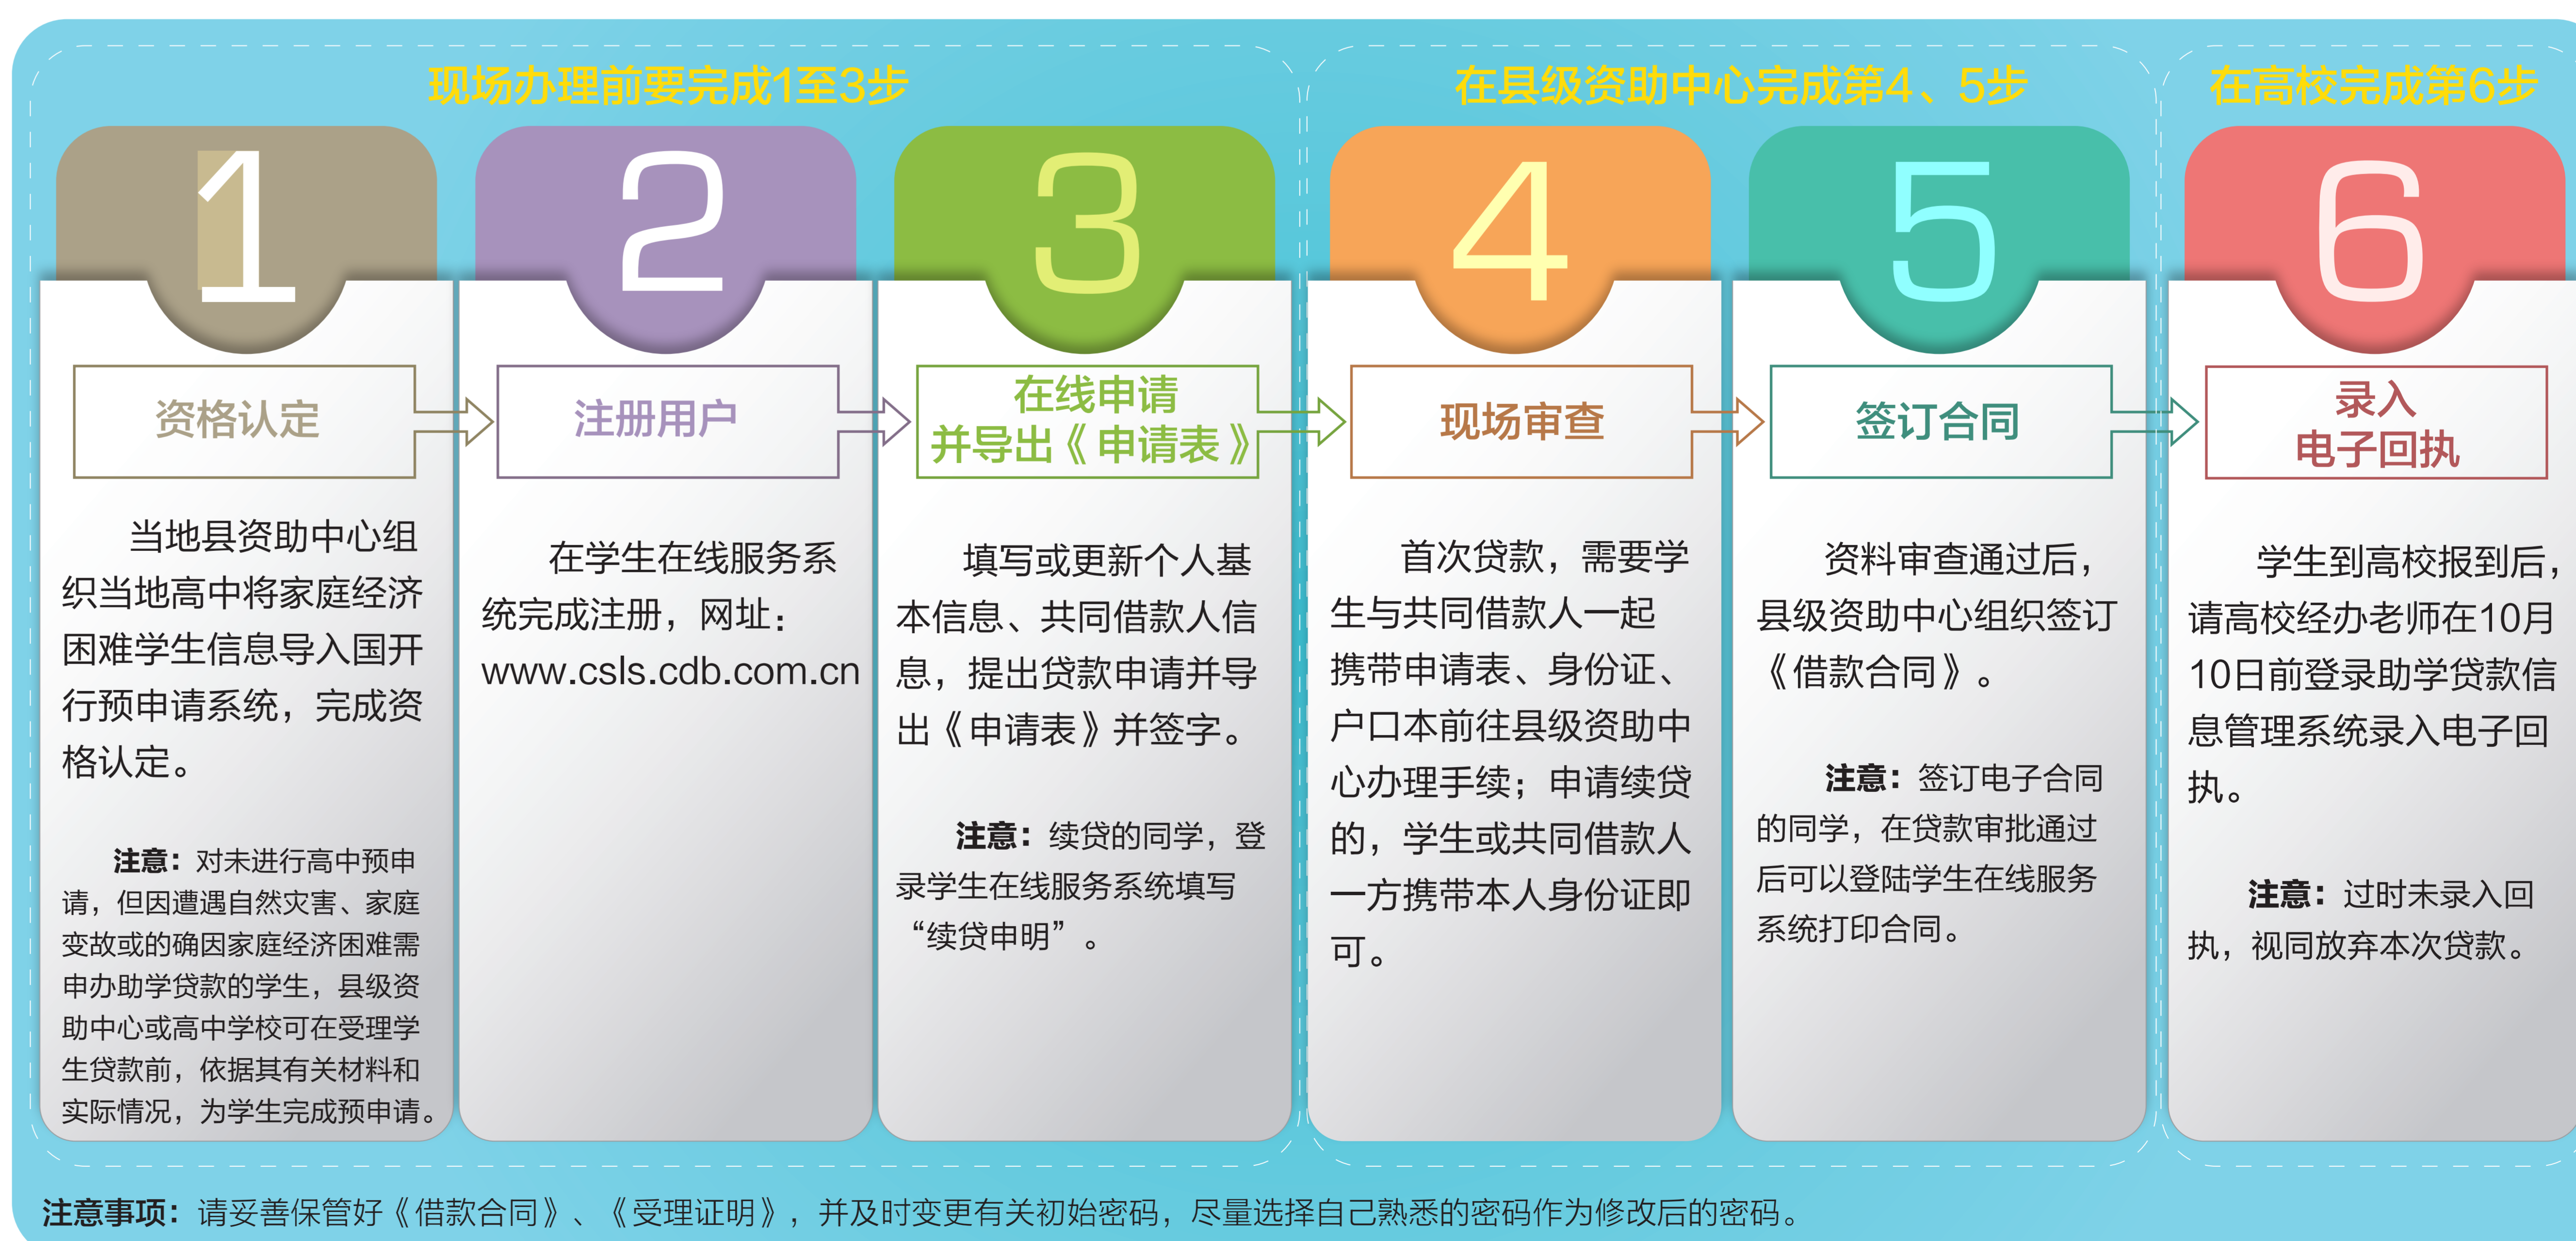 现场办理前要完成1至3步
在县级资助中心完成第4、5步
在高校完成第6步
1
资格认定
当地县资助中心组
织当地高中将家庭经济
困难学生信息导入国开
行预申请系统，完成资
格认定。
注意：对未进行高中预申
请，但因遭遇自然灾害、家庭
变故或的确因家庭经济困难需
申办助学贷款的学生，县级资
助中心或高中学校可在受理学
生贷款前，依据其有关材料和
实际情况，为学生完成预申请。
2
注册用户
在学生在线服务系
统完成注册，网址：
www.csls.cdb.com.cn
3
在线申请
并导出《申请表》
填写或更新个人基
本信息、共同借款人信
息，提出贷款申请并导
出《申请表》并签字。
注意：续贷的同学，登
录学生在线服务系统填写
“续贷申明”。
4
现场审查
首次贷款，需要学
生与共同借款人一起
携带申请表、身份证、
户口本前往县级资助中
心办理手续；申请续贷
的，学生或共同借款人
一方携带本人身份证即
可。
5
签订合同
资料审查通过后，
县级资助中心组织签订
《借款合同》。
注意：签订电子合同
的同学，在贷款审批通过
后可以登陆学生在线服务
系统打印合同。
6
录入
电子回执
学生到高校报到后，
请高校经办老师在10月
10日前登录助学贷款信
息管理系统录入电子回
执。
注意：过时未录入回
执，视同放弃本次贷款。
注意事项：请妥善保管好《借款合同》、《受理证明》，并及时变更有关初始密码，尽量选择自己熟悉的密码作为修改后的密码。